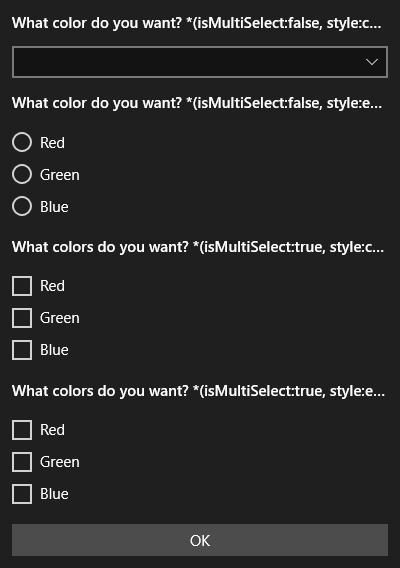 What color do you want? *(isMultiSelect:false, style:c...
What color do you want? *(isMultiSelect:false, style:e...
Red
Green
Blue
What colors do you want? *(isMultiSelect:true, style:c...
Red
Green
Blue
What colors do you want? *(isMultiSelect:true, style:e...
Red
Green
Blue
OK